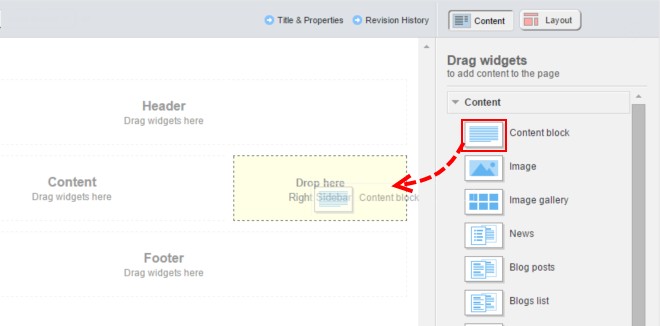 Title & Properties
Revision History
Content
Layout
Drag widgets
to add content to the page
Content
Header
Drag widgets here
Content
Drag widgets here
Drop here
Right Sidebar
Content block
Footer
Drag widgets here
Content block
Image
Image gallery
News
Blog posts
Blogs list